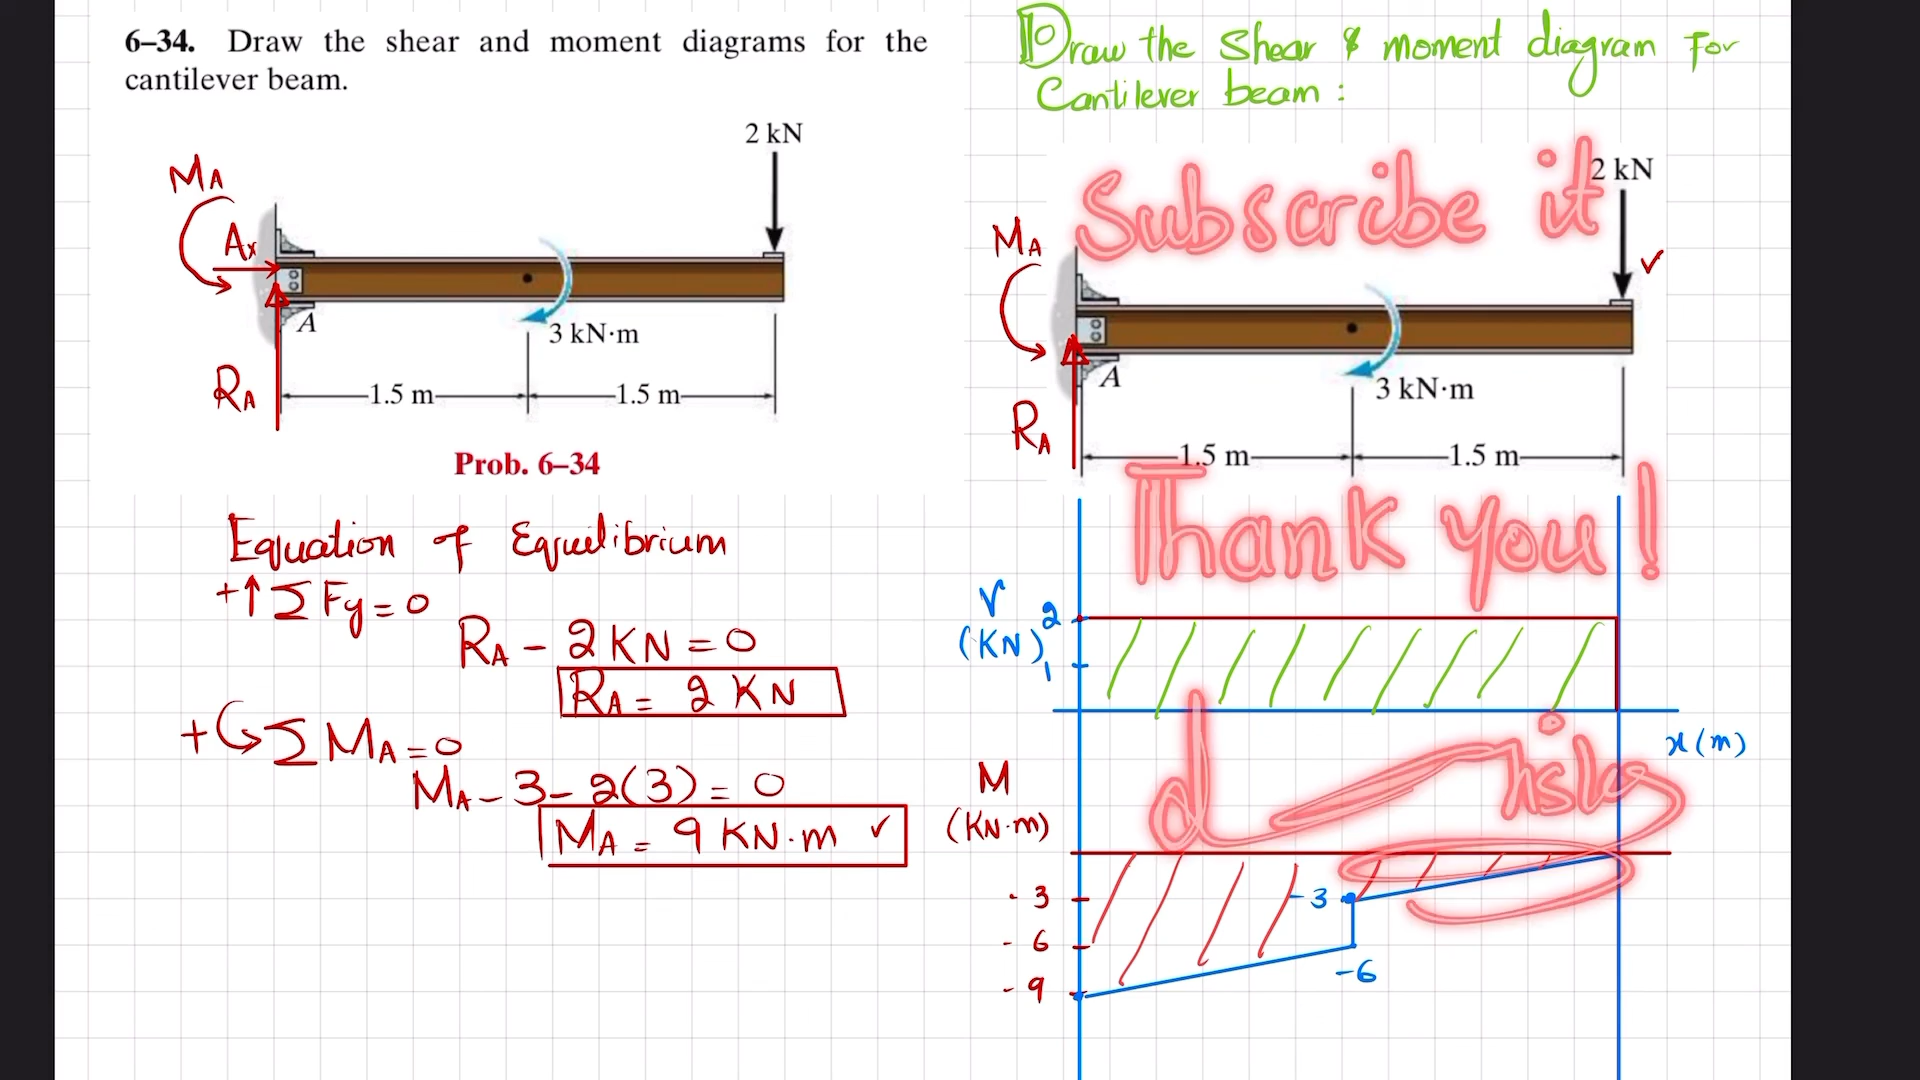 6–34. Draw the shear and moment diagrams for the
cantilever beam.
2 kN
MA
Ax
A
3 kN·m
RA
1.5 m
1.5 m
Prob. 6–34
Equation of Equilibrium
+↑ ΣFy = 0
RA - 2 KN = 0
RA = 2 KN
+ ΣMA = 0
MA - 3 - 2(3) = 0
MA = 9 KN·m ✓
Draw the Shear & moment diagram For
Cantilever beam :
Subscribe it
2 kN
MA
✓
A
3 kN·m
RA
1.5 m
1.5 m
Thank you!
V
(KN)
2
1
x (m)
M
(KN·m)
- 3
- 6
- 9
- 3
- 6